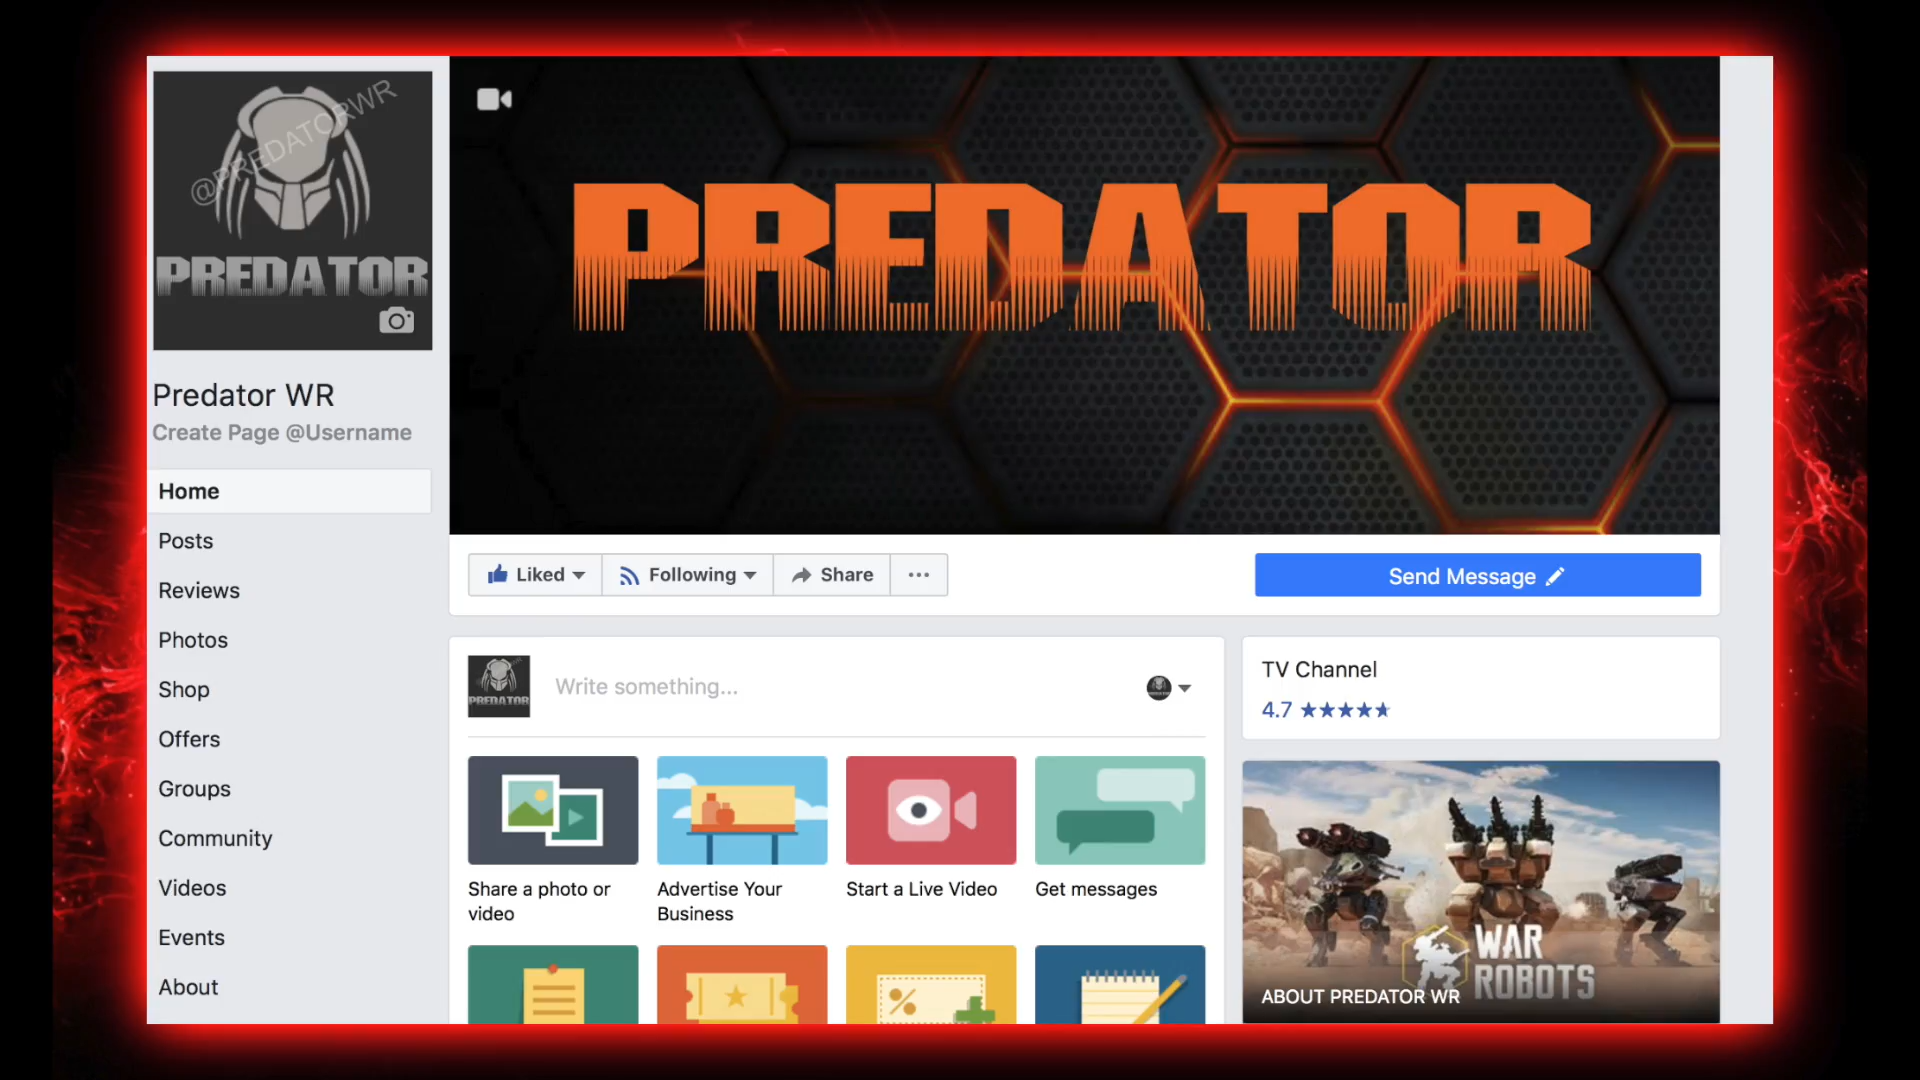 @PREDATORWR
PREDATOR
Predator WR
Create Page @Username
Home
Posts
Reviews
Photos
Shop
Offers
Groups
Community
Videos
Events
About
PREDATOR
Liked
Following
Share
Send Message
PREDATOR
Write something...
Share a photo or
video
Advertise Your
Business
Start a Live Video
Get messages
TV Channel
4.7
WAR
ROBOTS
ABOUT PREDATOR WR